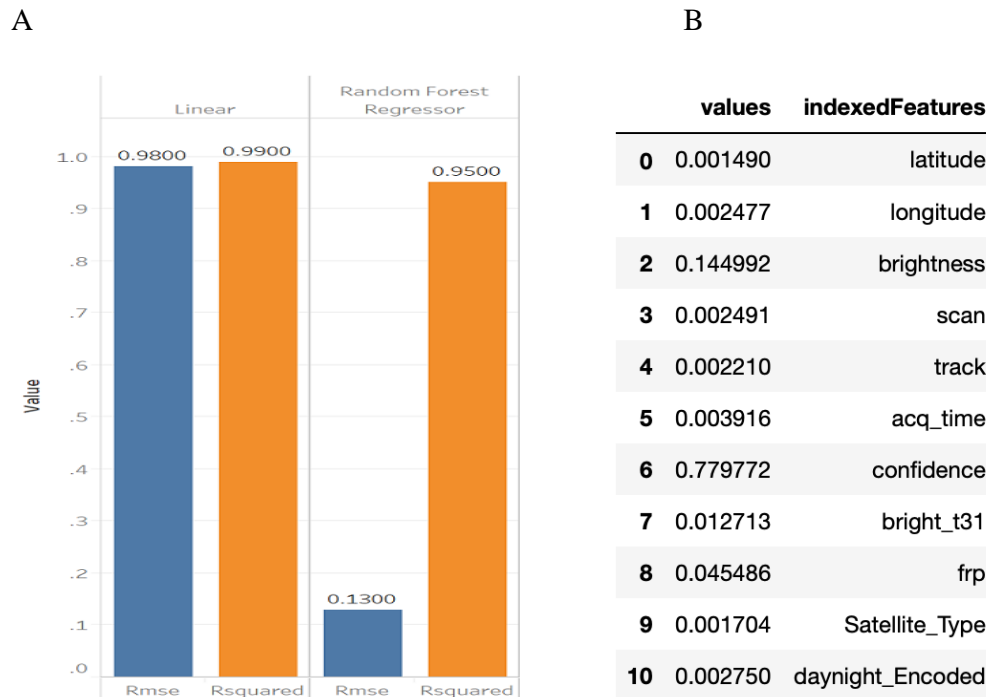 A
B
Linear
Random Forest
Regressor
0.9800
0.9900
0.9500
0.1300
1.0
.9
.8
.7
.6
.5
.4
.3
.2
.1
.0
Value
Rmse Rsquared Rmse Rsquared
values indexedFeatures
0 0.001490 latitude
1 0.002477 longitude
2 0.144992 brightness
3 0.002491 scan
4 0.002210 track
5 0.003916 acq_time
6 0.779772 confidence
7 0.012713 bright_t31
8 0.045486 frp
9 0.001704 Satellite_Type
10 0.002750 daynight_Encoded